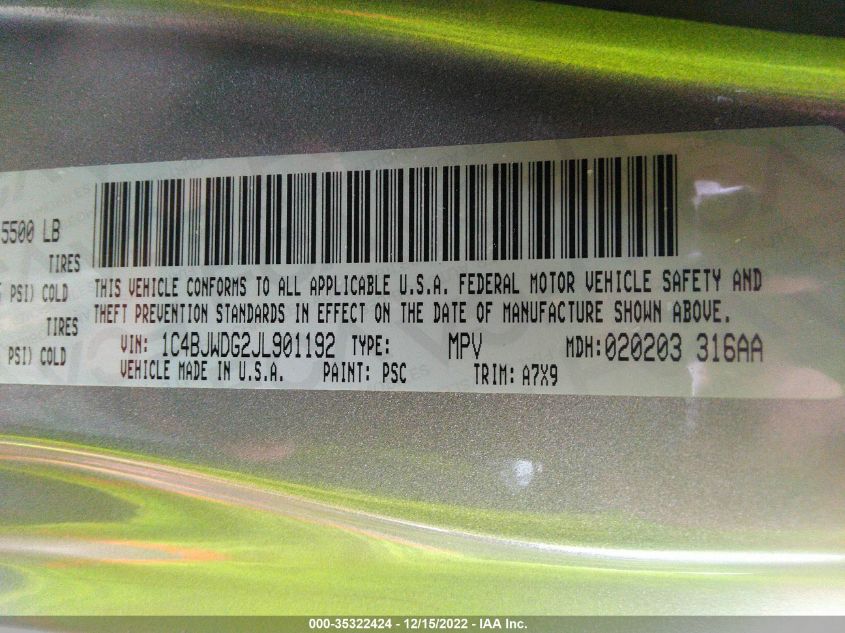 5500 LB
TIRES
PSI) COLD
TIRES
PSI) COLD
THIS VEHICLE CONFORMS TO ALL APPLICABLE U.S.A. FEDERAL MOTOR VEHICLE SAFETY AND
THEFT PREVENTION STANDARDS IN EFFECT ON THE DATE OF MANUFACTURE SHOWN ABOVE.
VIN: 1C4BJWDG2JL901192 TYPE: MPV MDH:020203 316AA
VEHICLE MADE IN U.S.A. PAINT: PSC TRIM: A7X9
000-35322424 - 12/15/2022 - IAA Inc.